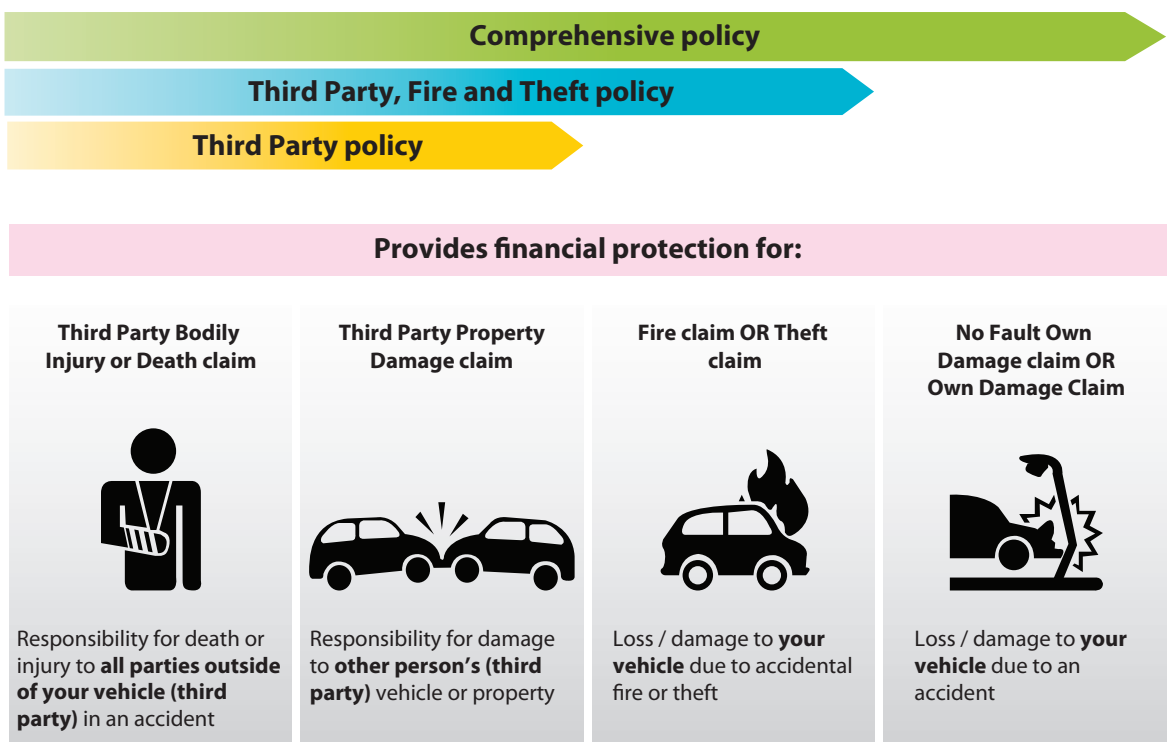 Comprehensive policy
Third Party, Fire and Theft policy
Third Party policy
Provides financial protection for:
Third Party Bodily
Injury or Death claim
Third Party Property
Damage claim
Fire claim OR Theft
claim
No Fault Own
Damage claim OR
Own Damage Claim
Responsibility for death or
injury to all parties outside
of your vehicle (third
party) in an accident
Responsibility for damage
to other person's (third
party) vehicle or property
Loss / damage to your
vehicle due to accidental
fire or theft
Loss / damage to your
vehicle due to an
accident